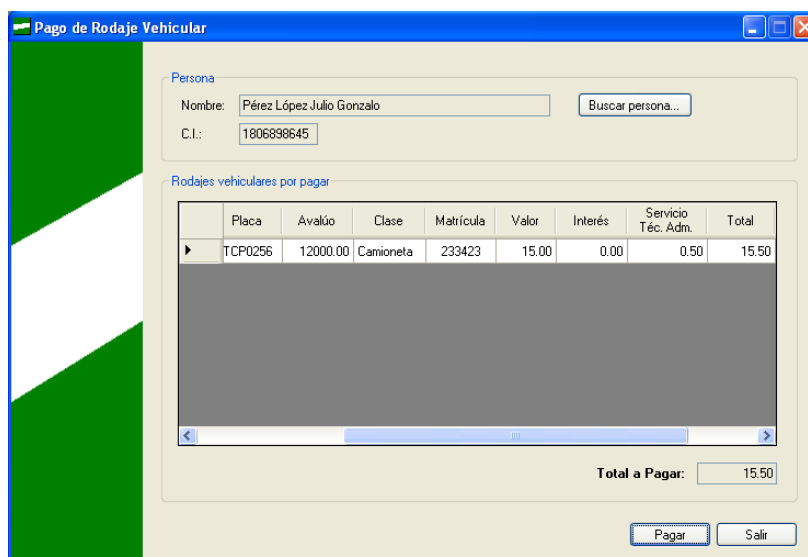 Pago de Rodaje Vehicular
Persona
Nombre: Pérez López Julio Gonzalo Buscar persona...
C.I.: 1806898645
Rodajes vehiculares por pagar
Placa Avalúo Clase Matrícula Valor Interés Servicio Téc. Adm. Total
TCP0256 12000.00 Camioneta 233423 15.00 0.00 0.50 15.50
Total a Pagar: 15.50
Pagar Salir